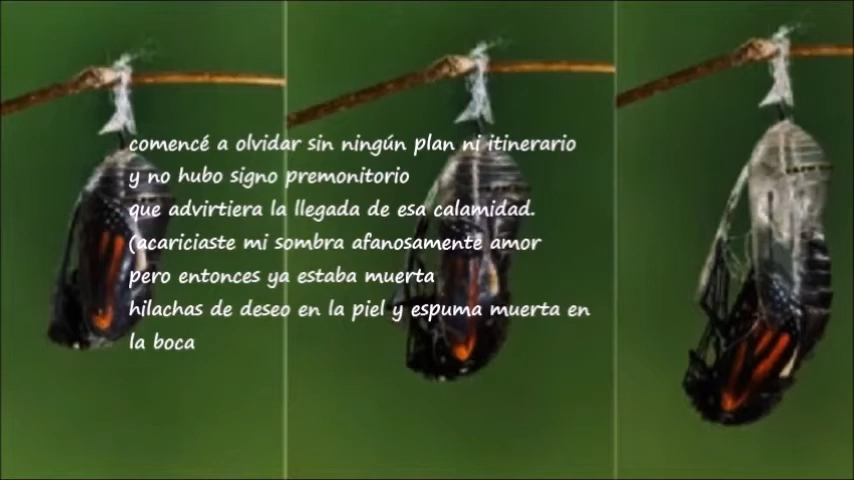 comencé a olvidar sin ningún plan ni itinerario
y no hubo signo premonitorio
que advirtiera la llegada de esa calamidad.
(acariciaste mi sombra afanosamente amor
pero entonces ya estaba muerta
hilachas de deseo en la piel y espuma muerta en
la boca